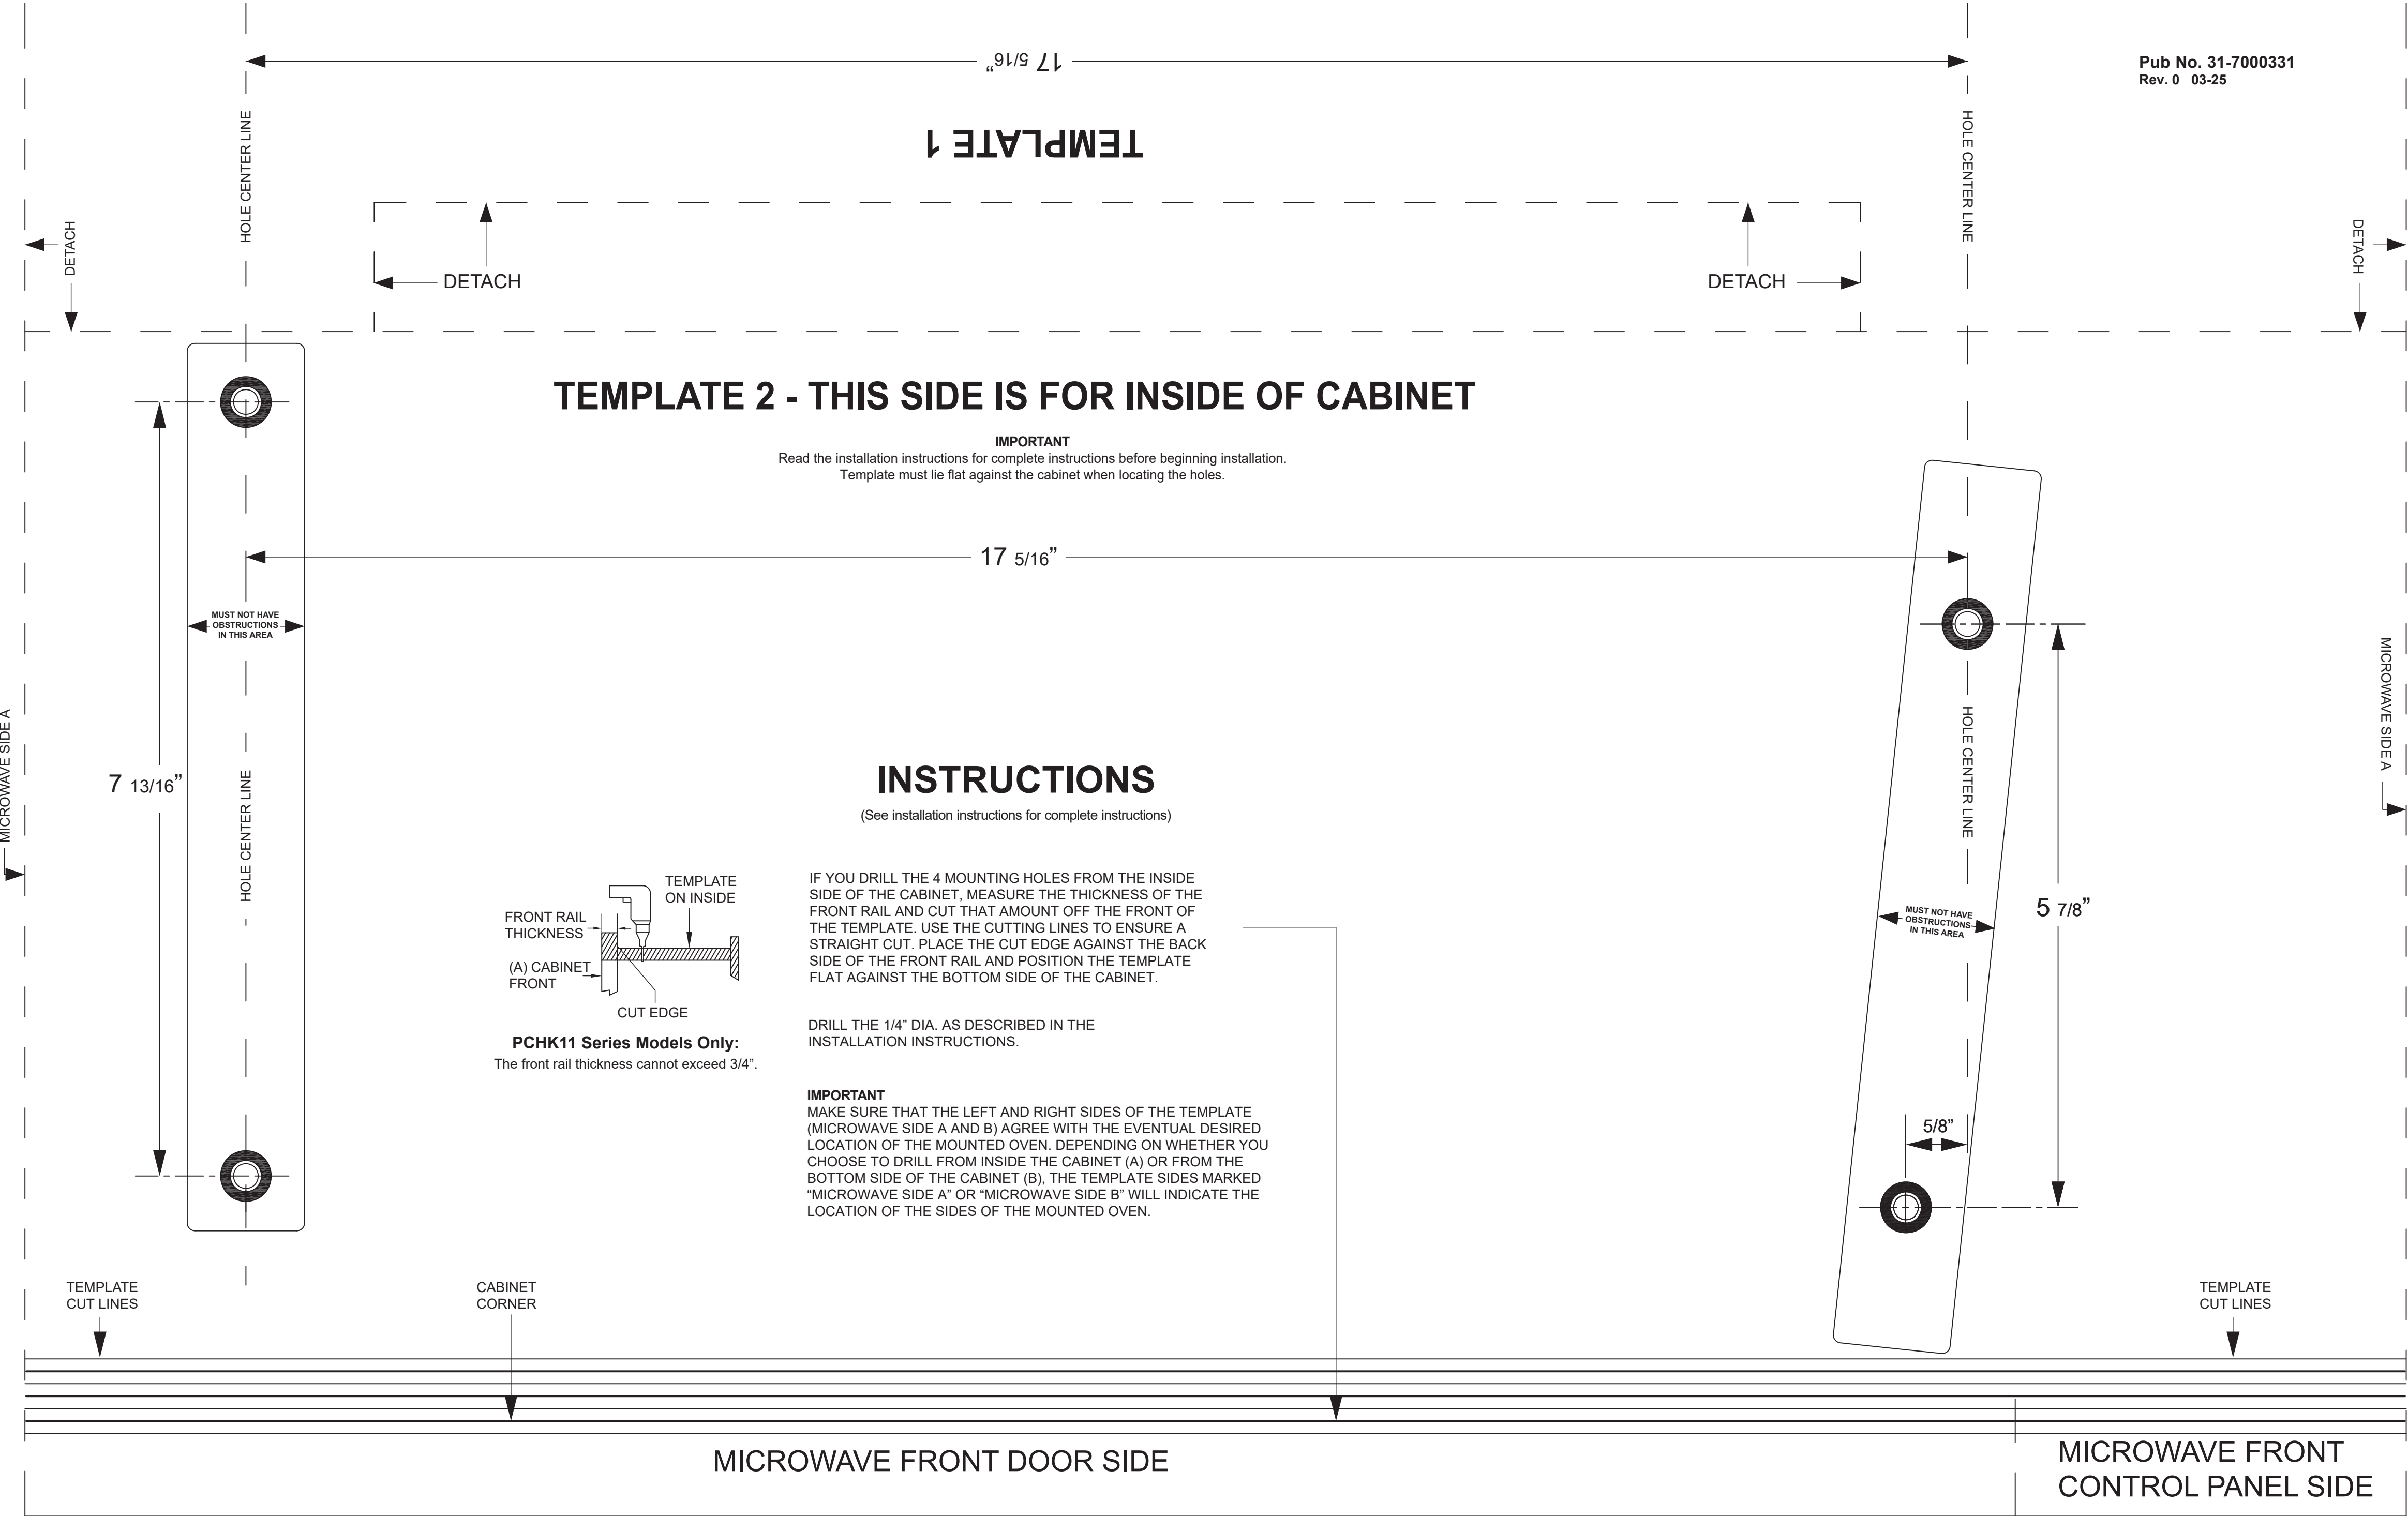 17 5/16”
Pub No. 31-7000331
Rev. 0 03-25
TEMPLATE 1
HOLE CENTER LINE
HOLE CENTER LINE
DETACH
DETACH
DETACH
DETACH
TEMPLATE 2 - THIS SIDE IS FOR INSIDE OF CABINET
IMPORTANT
Read the installation instructions for complete instructions before beginning installation.
Template must lie flat against the cabinet when locating the holes.
17 5/16”
MUST NOT HAVE
OBSTRUCTIONS
IN THIS AREA
MICROWAVE SIDE A
7 13/16”
HOLE CENTER LINE
INSTRUCTIONS
(See installation instructions for complete instructions)
TEMPLATE
ON INSIDE
FRONT RAIL
THICKNESS
(A) CABINET
FRONT
CUT EDGE
PCHK11 Series Models Only:
The front rail thickness cannot exceed 3/4”.
IF YOU DRILL THE 4 MOUNTING HOLES FROM THE INSIDE
SIDE OF THE CABINET, MEASURE THE THICKNESS OF THE
FRONT RAIL AND CUT THAT AMOUNT OFF THE FRONT OF
THE TEMPLATE. USE THE CUTTING LINES TO ENSURE A
STRAIGHT CUT. PLACE THE CUT EDGE AGAINST THE BACK
SIDE OF THE FRONT RAIL AND POSITION THE TEMPLATE
FLAT AGAINST THE BOTTOM SIDE OF THE CABINET.
DRILL THE 1/4” DIA. AS DESCRIBED IN THE
INSTALLATION INSTRUCTIONS.
IMPORTANT
MAKE SURE THAT THE LEFT AND RIGHT SIDES OF THE TEMPLATE
(MICROWAVE SIDE A AND B) AGREE WITH THE EVENTUAL DESIRED
LOCATION OF THE MOUNTED OVEN. DEPENDING ON WHETHER YOU
CHOOSE TO DRILL FROM INSIDE THE CABINET (A) OR FROM THE
BOTTOM SIDE OF THE CABINET (B), THE TEMPLATE SIDES MARKED
“MICROWAVE SIDE A” OR “MICROWAVE SIDE B” WILL INDICATE THE
LOCATION OF THE SIDES OF THE MOUNTED OVEN.
HOLE CENTER LINE
MUST NOT HAVE
OBSTRUCTIONS
IN THIS AREA
5 7/8”
MICROWAVE SIDE A
5/8”
TEMPLATE
CUT LINES
CABINET
CORNER
TEMPLATE
CUT LINES
MICROWAVE FRONT DOOR SIDE
MICROWAVE FRONT
CONTROL PANEL SIDE